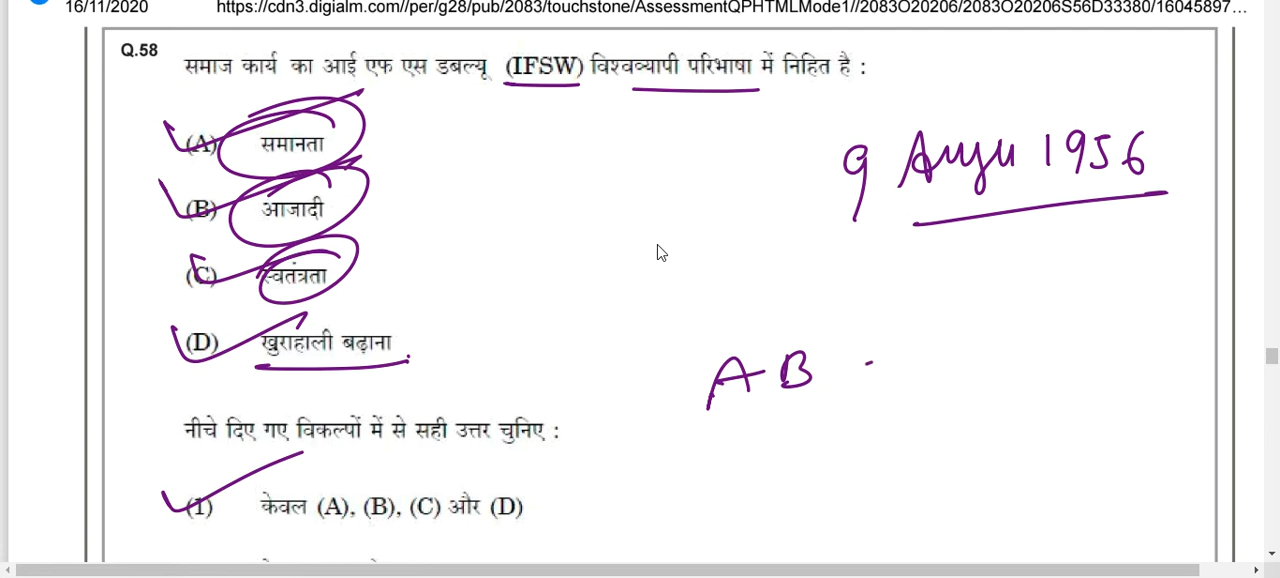 16/11/2020 https://cdn3.digialm.com//per/g28/pub/2083/touchstone/AssessmentQPHTMLMode1//2083O20206/2083O20206S56D33380/16045897...
Q.58
समाज कार्य का आई एफ एस डबल्यू (IFSW) विश्वव्यापी परिभाषा में निहित है :
(A) समानता
9 1956
(B) आजादी
(C) स्वतंत्रता
(D) खुशहाली बढ़ाना
A B
नीचे दिए गए विकल्पों में से सही उत्तर चुनिए :
(1) केवल (A), (B), (C) और (D)